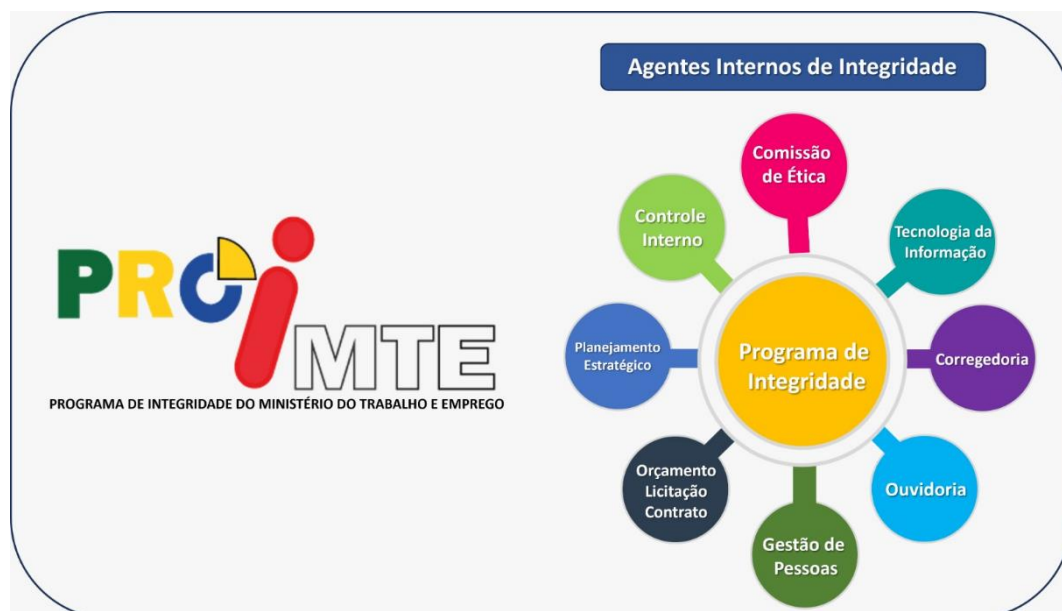 PROi
MTE
PROGRAMA DE INTEGRIDADE DO MINISTÉRIO DO TRABALHO E EMPREGO
Agentes Internos de Integridade
Comissão
de Ética
Tecnologia da
Informação
Corregedoria
Ouvidoria
Gestão de
Pessoas
Orçamento
Licitação
Contrato
Planejamento
Estratégico
Controle
Interno
Programa de
Integridade